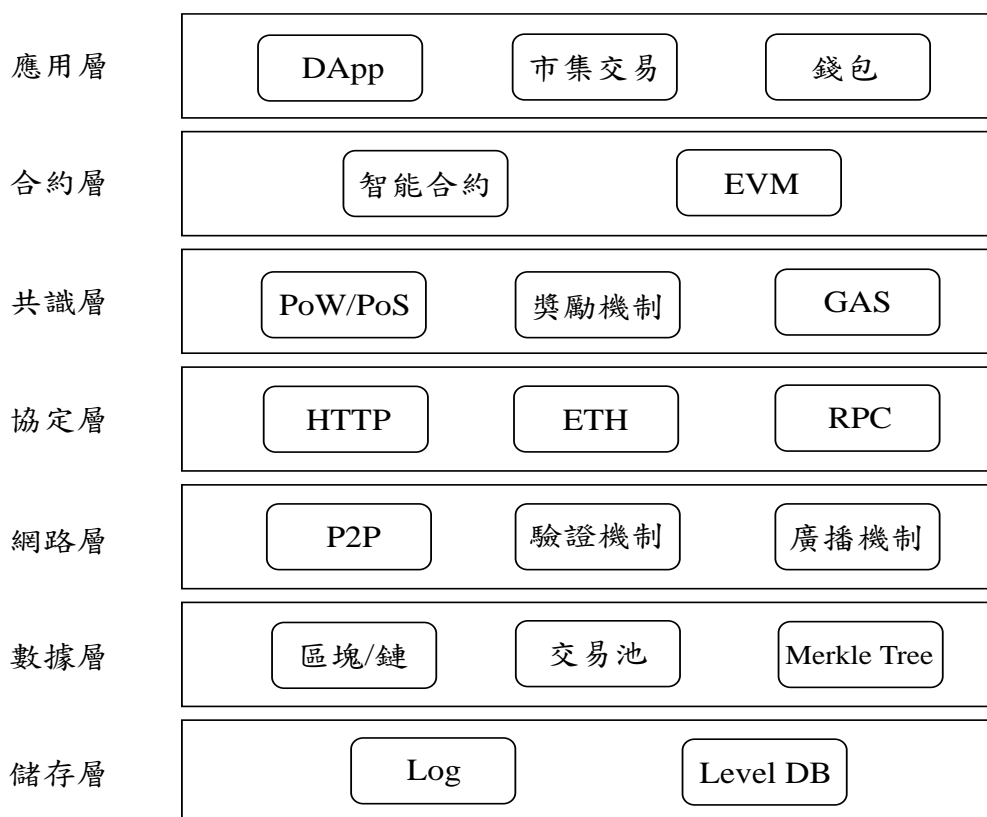 應用層 DApp 市集交易 錢包
合約層 智能合約 EVM
共識層 PoW/PoS 獎勵機制 GAS
協定層 HTTP ETH RPC
網路層 P2P 驗證機制 廣播機制
數據層 區塊/鏈 交易池 Merkle Tree
儲存層 Log Level DB